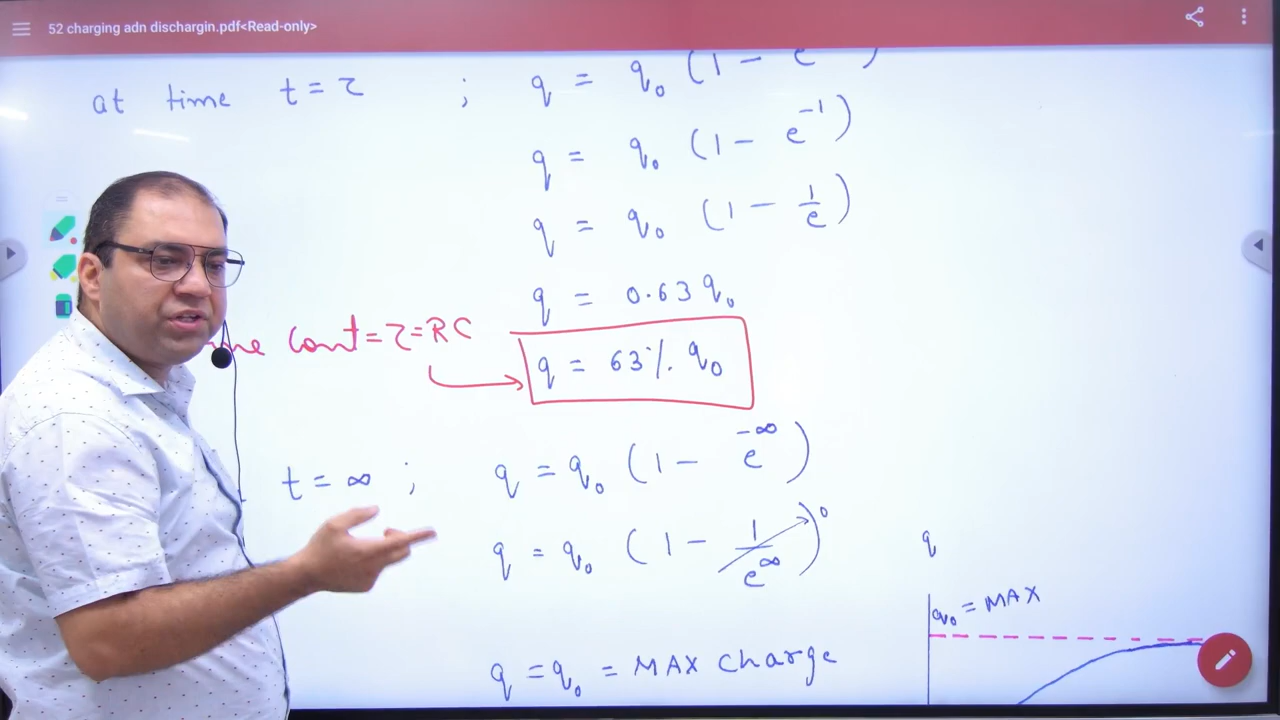 52 charging adn dischargin.pdf<Read-only>
at time t = τ ; q = q₀ (1 - e
q = q₀ (1 - e⁻¹)
q = q₀ (1 - 1/e)
q = 0.63 q₀
Cont = τ = RC
q = 63%. q₀
t = ∞ ; q = q₀ (1 - e^-∞)
q = q₀ (1 - 1/e^∞)⁰
q
q₀ = MAX
q = q₀ = MAX Charge